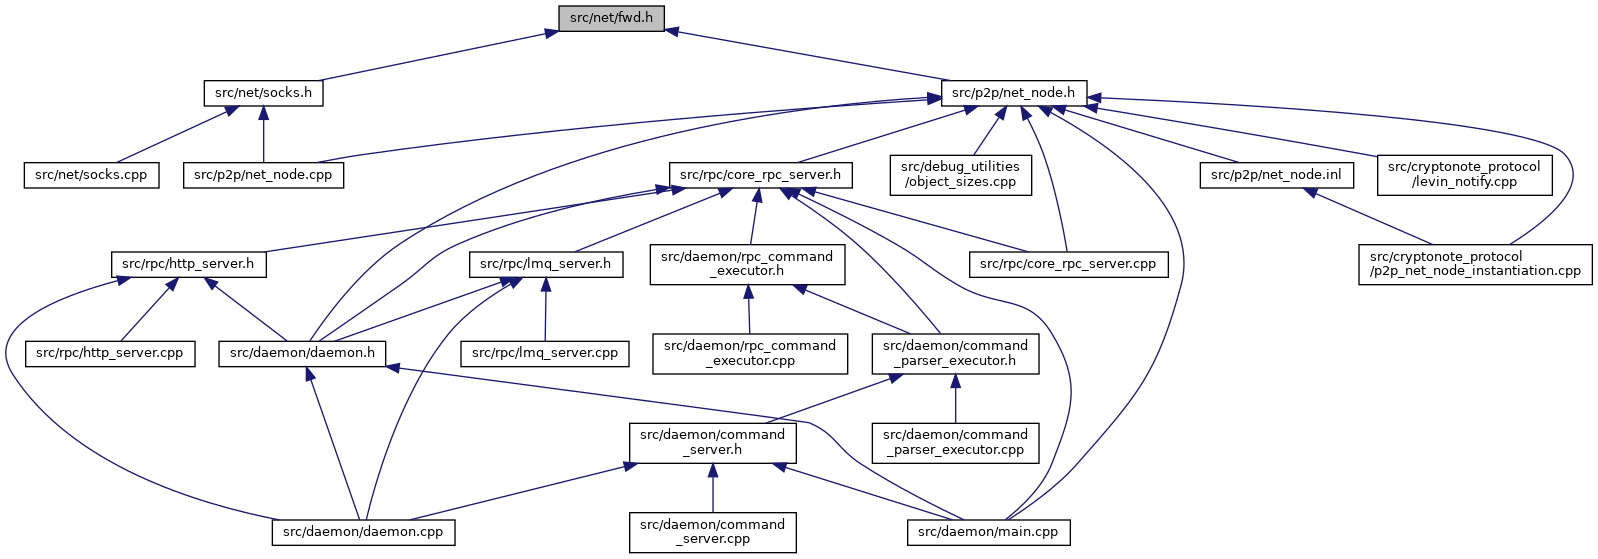 src/net/fwd.h
src/net/socks.h
src/p2p/net_node.h
src/net/socks.cpp
src/p2p/net_node.cpp
src/rpc/core_rpc_server.h
src/debug_utilities
/object_sizes.cpp
src/p2p/net_node.inl
src/cryptonote_protocol
/levin_notify.cpp
src/rpc/http_server.h
src/rpc/lmq_server.h
src/daemon/rpc_command
_executor.h
src/rpc/core_rpc_server.cpp
src/cryptonote_protocol
/p2p_net_node_instantiation.cpp
src/rpc/http_server.cpp
src/daemon/daemon.h
src/rpc/lmq_server.cpp
src/daemon/rpc_command
_executor.cpp
src/daemon/command
_parser_executor.h
src/daemon/command
_server.h
src/daemon/command
_parser_executor.cpp
src/daemon/daemon.cpp
src/daemon/command
_server.cpp
src/daemon/main.cpp